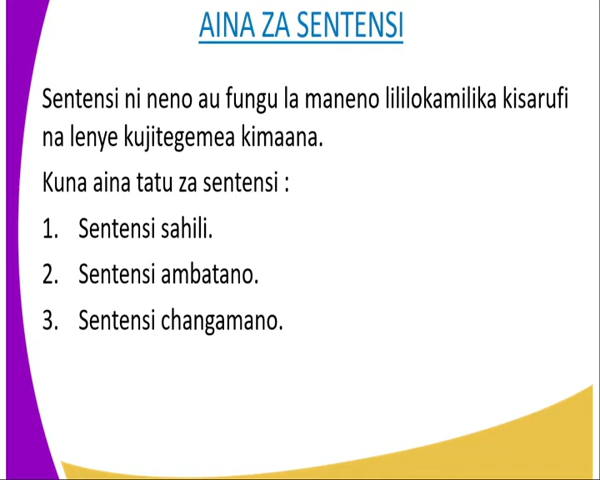 AINA ZA SENTENSI
Sentensi ni neno au fungu la maneno lililokamilika kisarufi
na lenye kujitegemea kimaana.
Kuna aina tatu za sentensi :
1. Sentensi sahili.
2. Sentensi ambatano.
3. Sentensi changamano.